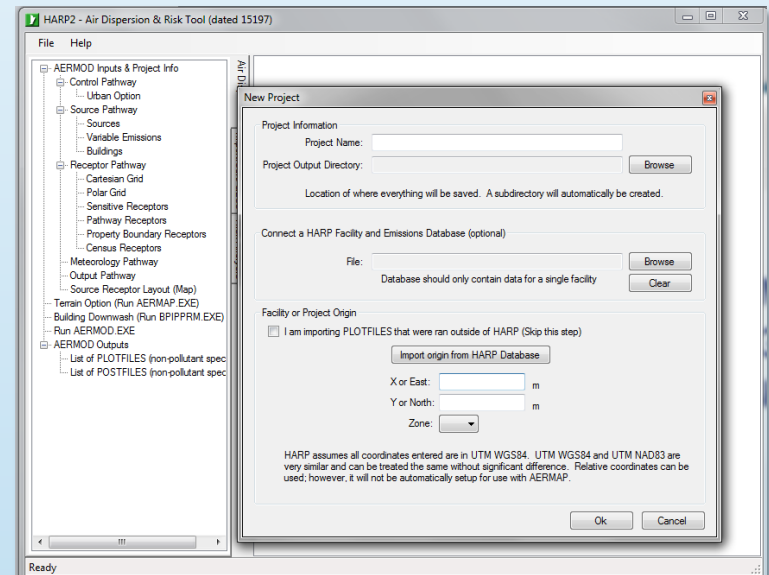 HARP2 - Air Dispersion & Risk Tool (dated 15197)
File Help
AERMOD Inputs & Project Info
Control Pathway
Urban Option
Source Pathway
Sources
Variable Emissions
Buildings
Receptor Pathway
Cartesian Grid
Polar Grid
Sensitive Receptors
Pathway Receptors
Property Boundary Receptors
Census Receptors
Meteorology Pathway
Output Pathway
Source Receptor Layout (Map)
Terrain Option (Run AERMAP.EXE)
Building Downwash (Run BPIPPRM.EXE)
Run AERMOD.EXE
AERMOD Outputs
List of PLOTFILES (non-pollutant spec
List of POSTFILES (non-pollutant spec
Air Di
New Project
Project Information
Project Name:
Project Output Directory:
Browse
Location of where everything will be saved. A subdirectory will automatically be created.
Connect a HARP Facility and Emissions Database (optional)
File:
Browse
Database should only contain data for a single facility
Clear
Facility or Project Origin
I am importing PLOTFILES that were ran outside of HARP (Skip this step)
Import origin from HARP Database
X or East: m
Y or North: m
Zone:
HARP assumes all coordinates entered are in UTM WGS84. UTM WGS84 and UTM NAD83 are
very similar and can be treated the same without significant difference. Relative coordinates can be
used; however, it will not be automatically setup for use with AERMAP.
Ok Cancel
Ready